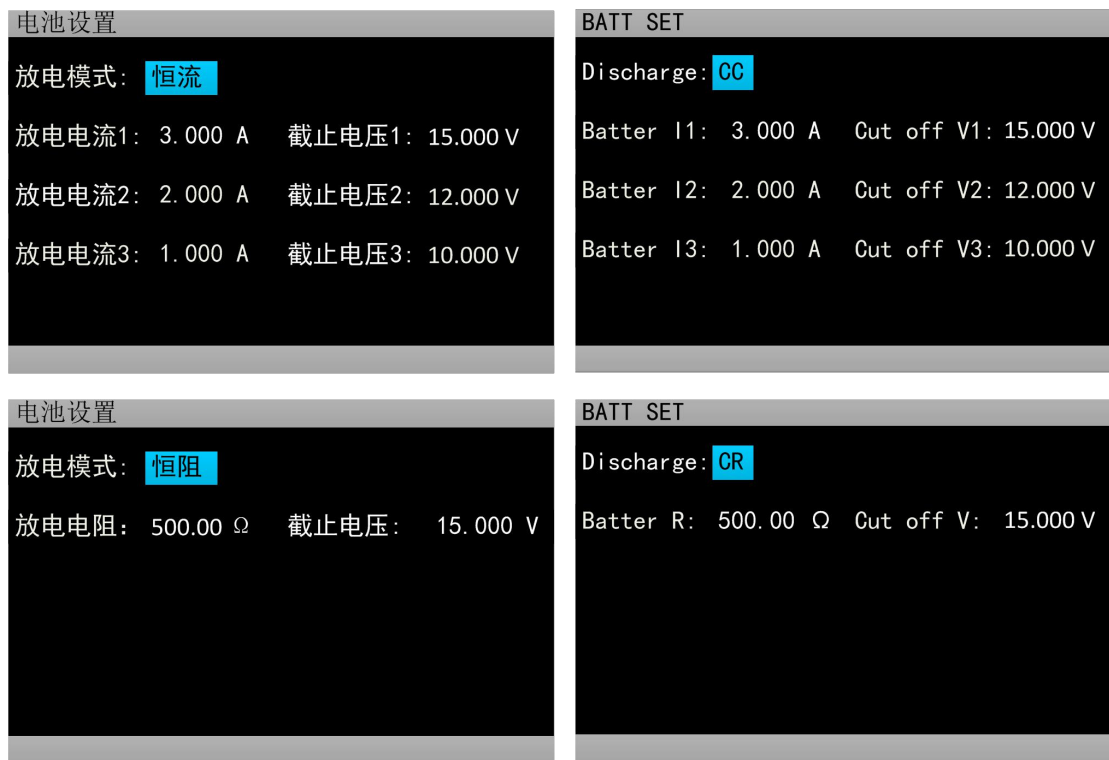 电池设置
放电模式: 恒流
放电电流1: 3.000 A 截止电压1: 15.000 V
放电电流2: 2.000 A 截止电压2: 12.000 V
放电电流3: 1.000 A 截止电压3: 10.000 V
BATT SET
Discharge: CC
Batter I1: 3.000 A Cut off V1: 15.000 V
Batter I2: 2.000 A Cut off V2: 12.000 V
Batter I3: 1.000 A Cut off V3: 10.000 V
电池设置
放电模式: 恒阻
放电电阻: 500.00 Ω 截止电压: 15.000 V
BATT SET
Discharge: CR
Batter R: 500.00 Ω Cut off V: 15.000 V